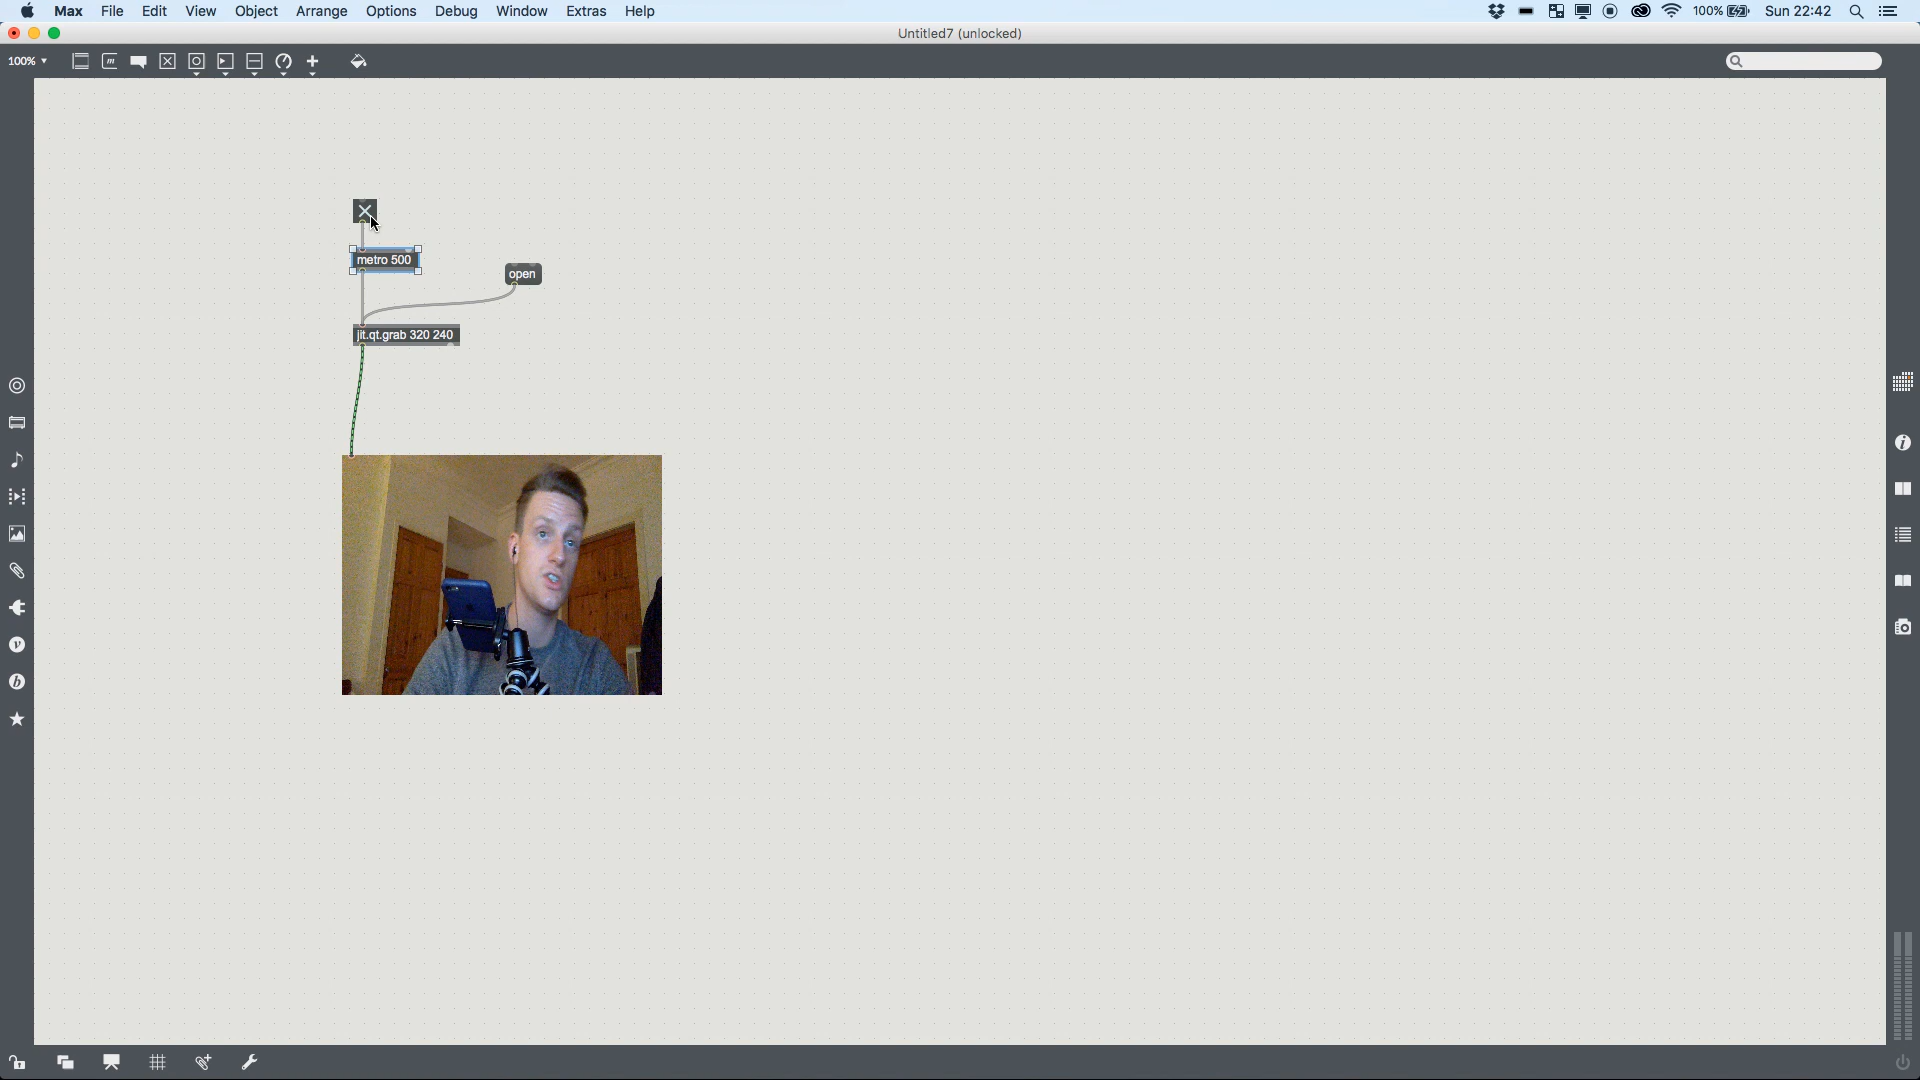 Max File Edit View Object Arrange Options Debug Window Extras Help 100% Sun 22:42
Untitled7 (unlocked)
100%
metro 500
open
jit.qt.grab 320 240